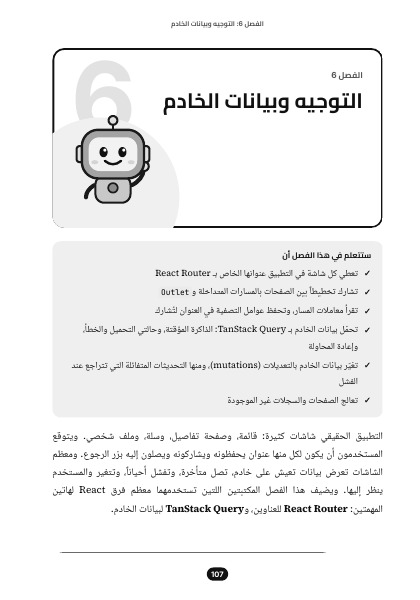 الفصل 6: التوجيه وبيانات الخادم
6
الفصل 6
التوجيه وبيانات الخادم
ستتعلم في هذا الفصل أن
✓ تعطي كل شاشة في التطبيق عنوانها الخاص بـ React Router
✓ تشارك تخطيطاً بين الصفحات بالمسارات المتداخلة و Outlet
✓ تقرأ معاملات المسار، وتحفظ عوامل التصفية في العنوان لتُشارك
✓ تحمّل بيانات الخادم بـ TanStack Query: الذاكرة المؤقتة، وحالتي التحميل والخطأ،
وإعادة المحاولة
✓ تغيّر بيانات الخادم بالتعديلات (mutations)، ومنها التحديثات المتفائلة التي تتراجع عند
الفشل
✓ تعالج الصفحات والسجلات غير الموجودة
التطبيق الحقيقي شاشات كثيرة: قائمة، وصفحة تفاصيل، وسلة، وملف شخصي. ويتوقع
المستخدمون أن يكون لكل منها عنوان يحفظونه ويشاركونه ويصلون إليه بزر الرجوع. ومعظم
الشاشات تعرض بيانات تعيش على خادم، تصل متأخرة، وتفشل أحياناً، وتتغير والمستخدم
ينظر إليها. ويضيف هذا الفصل المكتبتين اللتين تستخدمهما معظم فرق React لهاتين
المهمتين: React Router للعناوين، وTanStack Query لبيانات الخادم.
107